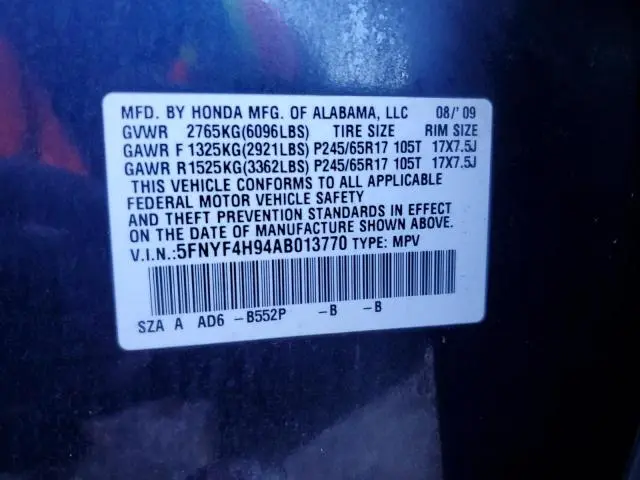 MFD. BY HONDA MFG. OF ALABAMA, LLC 08/'09
GVWR 2765KG(6096LBS) TIRE SIZE RIM SIZE
GAWR F 1325KG(2921LBS) P245/65R17 105T 17X7.5J
GAWR R1525KG(3362LBS) P245/65R17 105T 17X7.5J
THIS VEHICLE CONFORMS TO ALL APPLICABLE
FEDERAL MOTOR VEHICLE SAFETY
AND THEFT PREVENTION STANDARDS IN EFFECT
ON THE DATE OF MANUFACTURE SHOWN ABOVE.
V.I.N.:5FNYF4H94AB013770 TYPE: MPV
SZA A AD6 -B552P -B -B